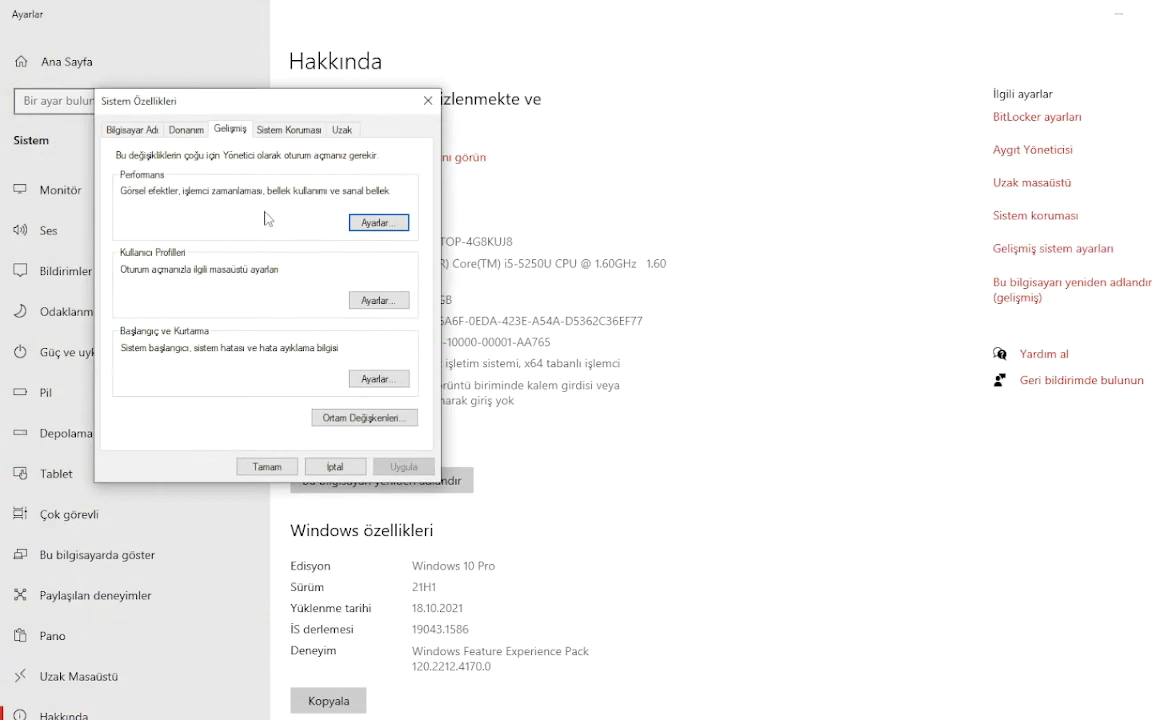 Ayarlar
Ana Sayfa
Bir ayar bulun
Sistem
Monitör
Ses
Bildirimler
Odaklanm
Güç ve uyk
Pil
Depolama
Tablet
Çok görevli
Bu bilgisayarda göster
Paylaşılan deneyimler
Pano
Uzak Masaüstü
Hakkında
Sistem Özellikleri
Bilgisayar Adı
Donanım
Gelişmiş
Sistem Koruması
Uzak
Bu değişikliklerin çoğu için Yönetici olarak oturum açmanız gerekir.
Performans
Görsel efektler, işlemci zamanlaması, bellek kullanımı ve sanal bellek
Ayarlar...
Kullanıcı Profilleri
Oturum açmanızla ilgili masaüstü ayarları
Ayarlar...
Başlangıç ve Kurtarma
Sistem başlangıcı, sistem hatası ve hata ayıklama bilgisi
Ayarlar...
Ortam Değişkenleri...
Tamam
İptal
Uygula
Hakkında
izlenmekte ve
nı görün
TOP-4G8KUJ8
R) Core(TM) i5-5250U CPU @ 1.60GHz 1.60
GB
6A6F-0EDA-423E-A54A-D5362C36EF77
-10000-00001-AA765
işletim sistemi, x64 tabanlı işlemci
örüntü biriminde kalem girdisi veya
narak giriş yok
Bu bilgisayarı yeniden adlandır
Windows özellikleri
Edisyon Windows 10 Pro
Sürüm 21H1
Yüklenme tarihi 18.10.2021
İS derlemesi 19043.1586
Deneyim Windows Feature Experience Pack
120.2212.4170.0
Kopyala
İlgili ayarlar
BitLocker ayarları
Aygıt Yöneticisi
Uzak masaüstü
Sistem koruması
Gelişmiş sistem ayarları
Bu bilgisayarı yeniden adlandır
(gelişmiş)
Yardım al
Geri bildirimde bulunun